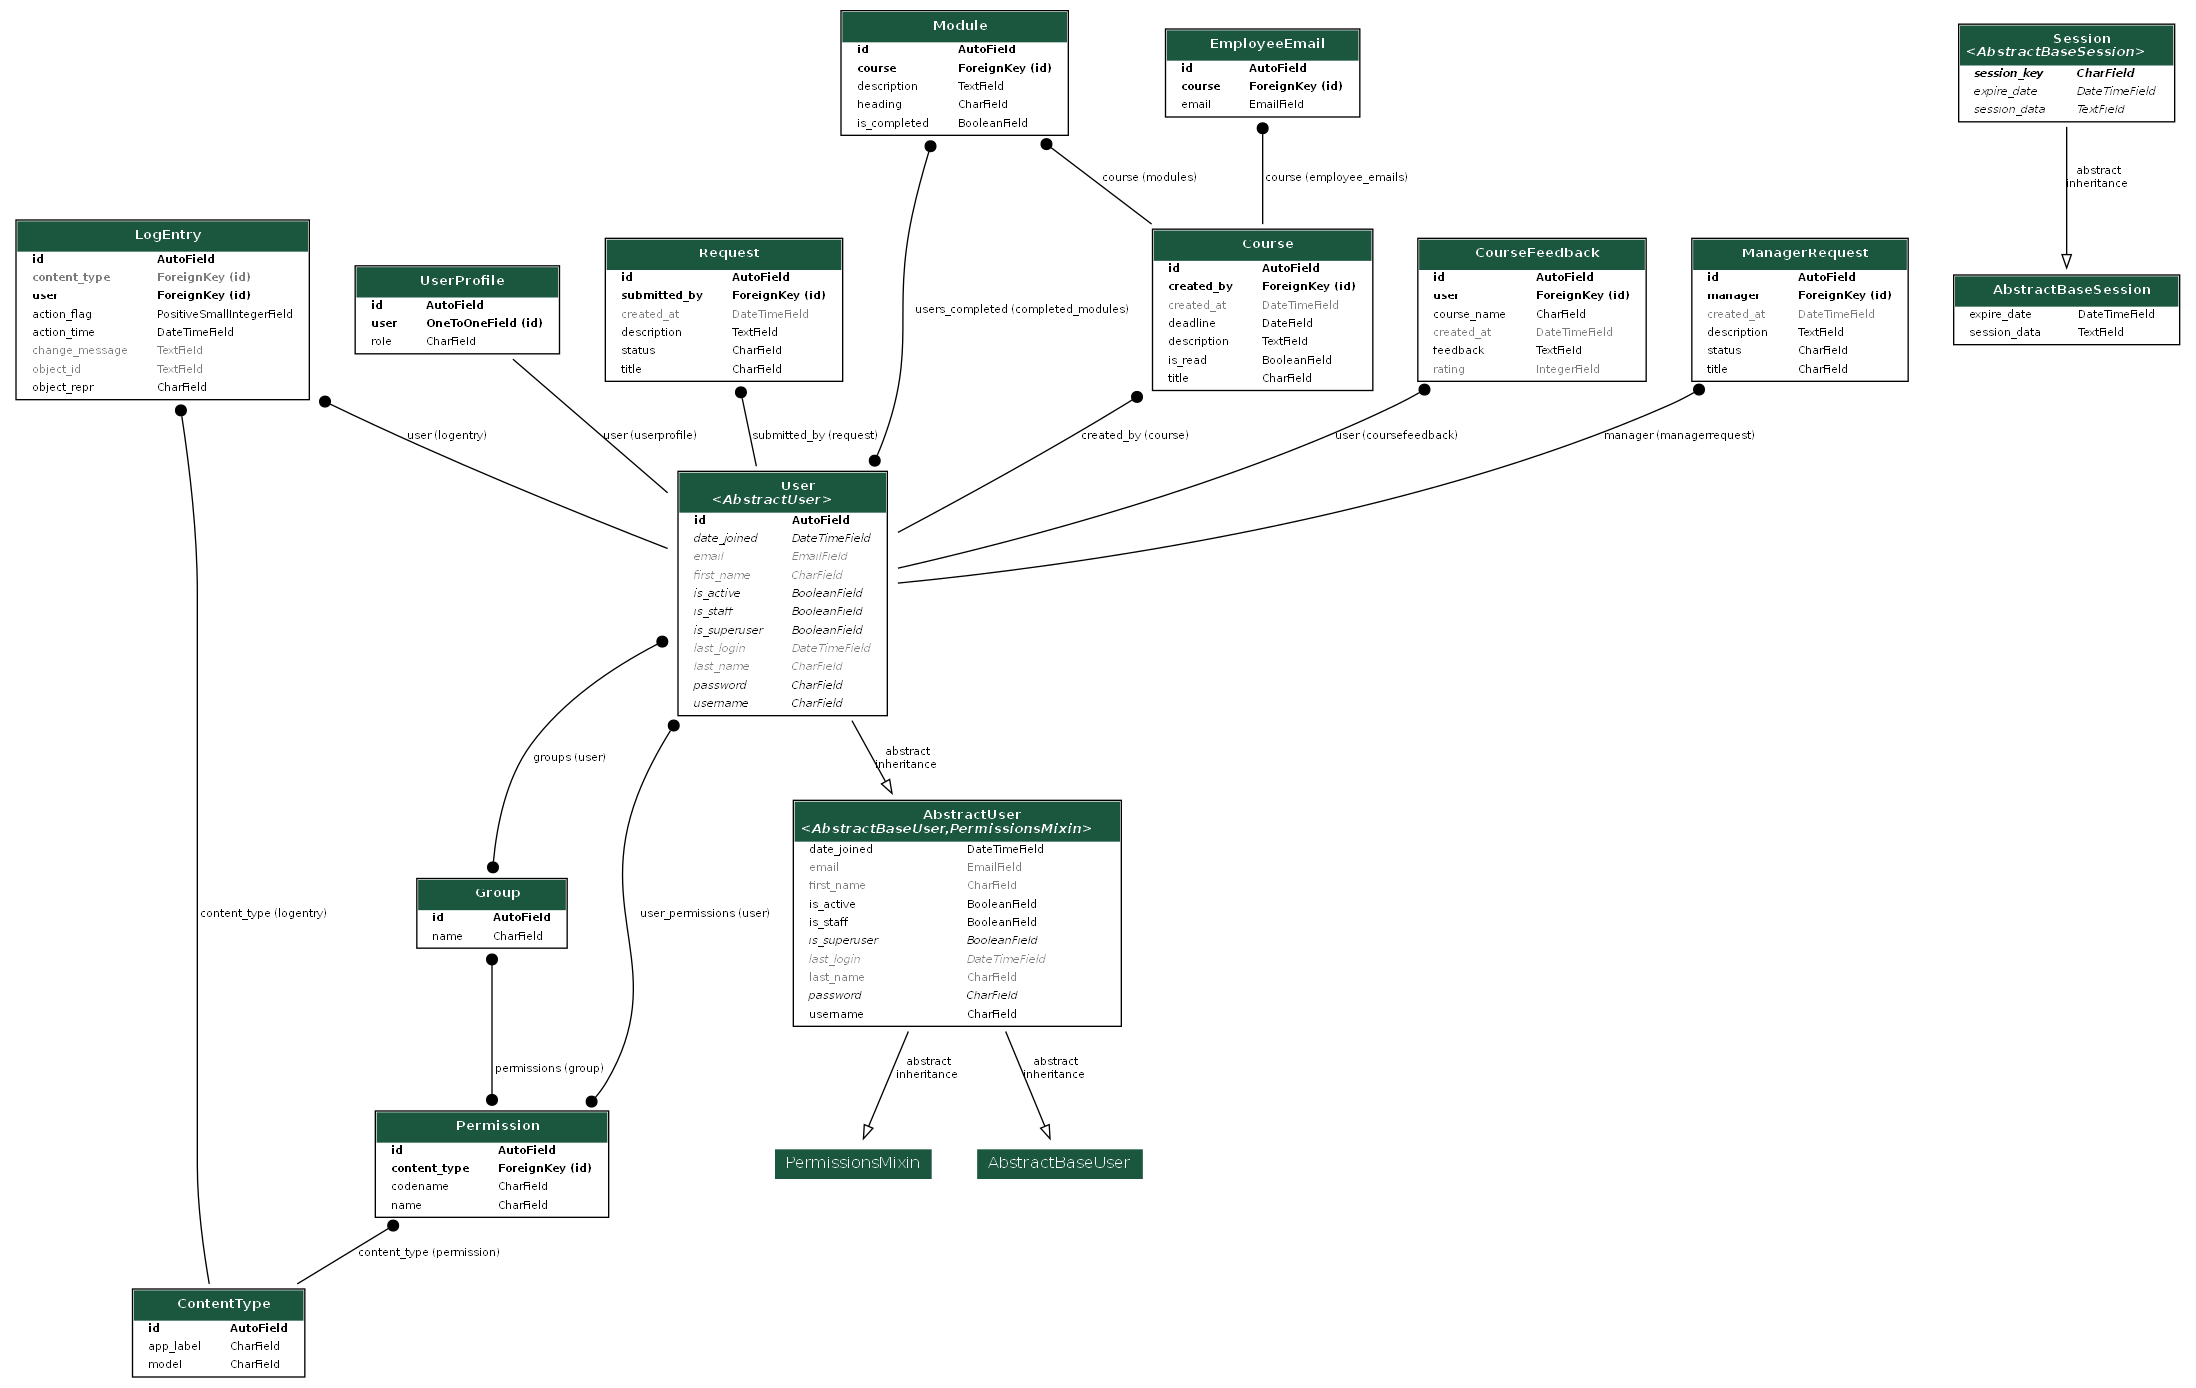 Module
id AutoField
course ForeignKey (id)
description TextField
heading CharField
is_completed BooleanField
EmployeeEmail
id AutoField
course ForeignKey (id)
email EmailField
Session
<AbstractBaseSession>
session_key CharField
expire_date DateTimeField
session_data TextField
course (modules)
course (employee_emails)
abstract
inheritance
LogEntry
id AutoField
content_type ForeignKey (id)
user ForeignKey (id)
action_flag PositiveSmallIntegerField
action_time DateTimeField
change_message TextField
object_id TextField
object_repr CharField
UserProfile
id AutoField
user OneToOneField (id)
role CharField
Request
id AutoField
submitted_by ForeignKey (id)
created_at DateTimeField
description TextField
status CharField
title CharField
users_completed (completed_modules)
Course
id AutoField
created_by ForeignKey (id)
created_at DateTimeField
deadline DateField
description TextField
is_read BooleanField
title CharField
CourseFeedback
id AutoField
user ForeignKey (id)
course_name CharField
created_at DateTimeField
feedback TextField
rating IntegerField
ManagerRequest
id AutoField
manager ForeignKey (id)
created_at DateTimeField
description TextField
status CharField
title CharField
AbstractBaseSession
expire_date DateTimeField
session_data TextField
user (logentry)
user (userprofile)
submitted_by (request)
created_by (course)
user (coursefeedback)
manager (managerrequest)
User
<AbstractUser>
id AutoField
date_joined DateTimeField
email EmailField
first_name CharField
is_active BooleanField
is_staff BooleanField
is_superuser BooleanField
last_login DateTimeField
last_name CharField
password CharField
username CharField
groups (user)
abstract
inheritance
AbstractUser
<AbstractBaseUser,PermissionsMixin>
date_joined DateTimeField
email EmailField
first_name CharField
is_active BooleanField
is_staff BooleanField
is_superuser BooleanField
last_login DateTimeField
last_name CharField
password CharField
username CharField
Group
id AutoField
name CharField
content_type (logentry)
user_permissions (user)
permissions (group)
abstract
inheritance
abstract
inheritance
Permission
id AutoField
content_type ForeignKey (id)
codename CharField
name CharField
PermissionsMixin
AbstractBaseUser
content_type (permission)
ContentType
id AutoField
app_label CharField
model CharField